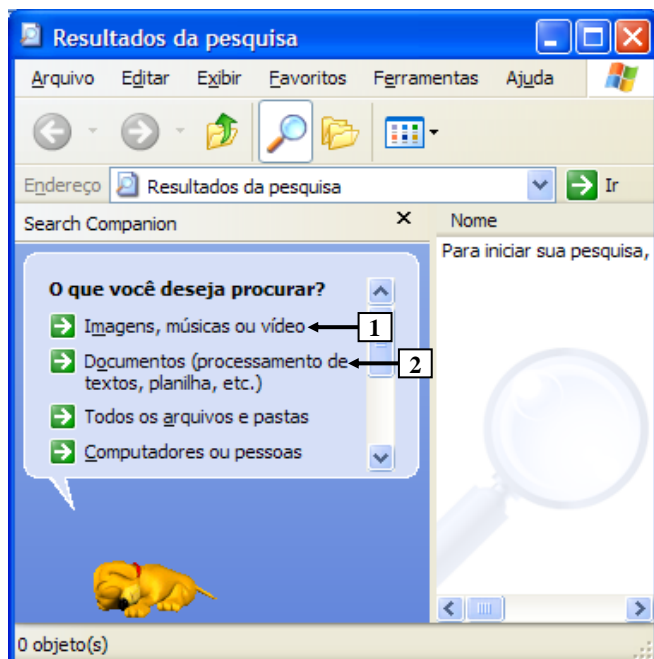 Resultados da pesquisa
Arquivo Editar Exibir Favoritos Ferramentas Ajuda
Endereço Resultados da pesquisa Ir
Search Companion X Nome
Para iniciar sua pesquisa,
O que você deseja procurar?
Imagens, músicas ou vídeo 1
Documentos (processamento de 2
textos, planilha, etc.)
Todos os arquivos e pastas
Computadores ou pessoas
0 objeto(s)